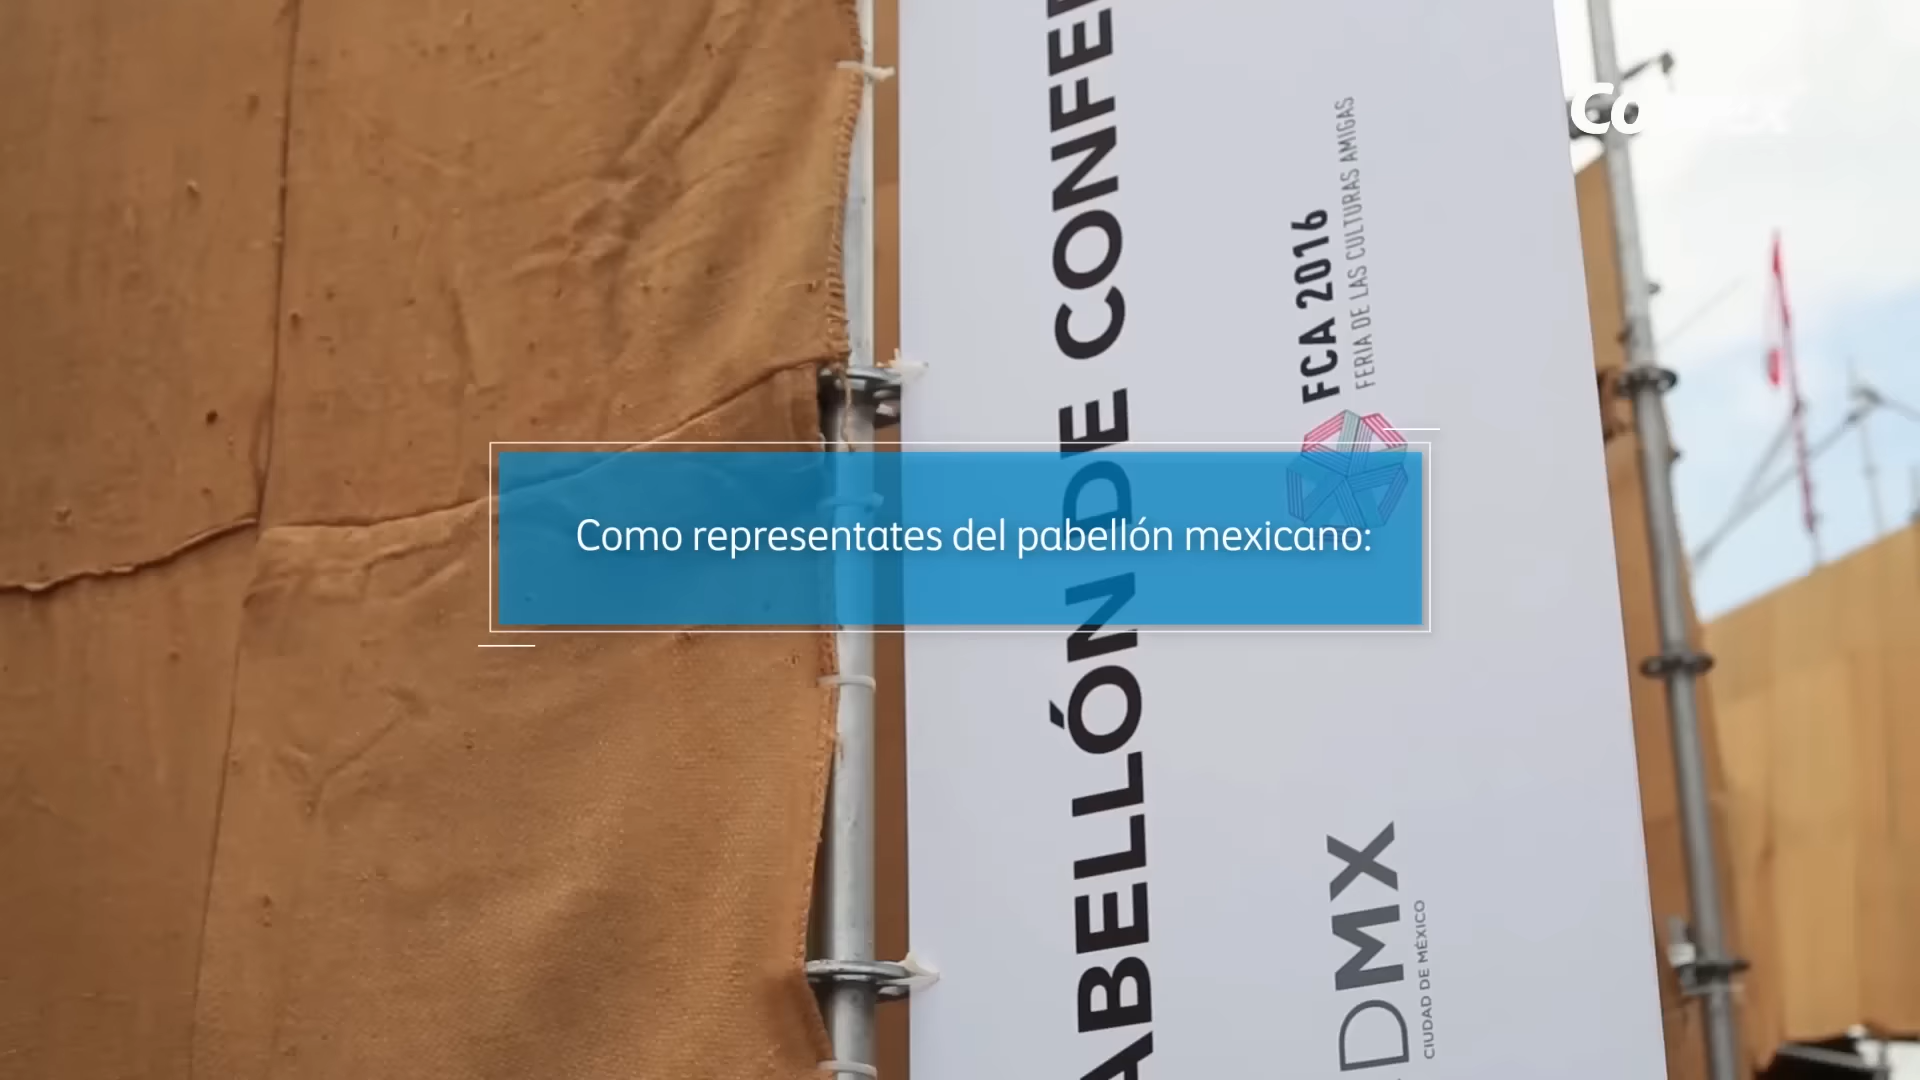 Como representates del pabellón mexicano:
ABELLÓN DE CONFE
FCA 2016
FERIA DE LAS CULTURAS AMIGAS
DMX
CIUDAD DE MÉXICO